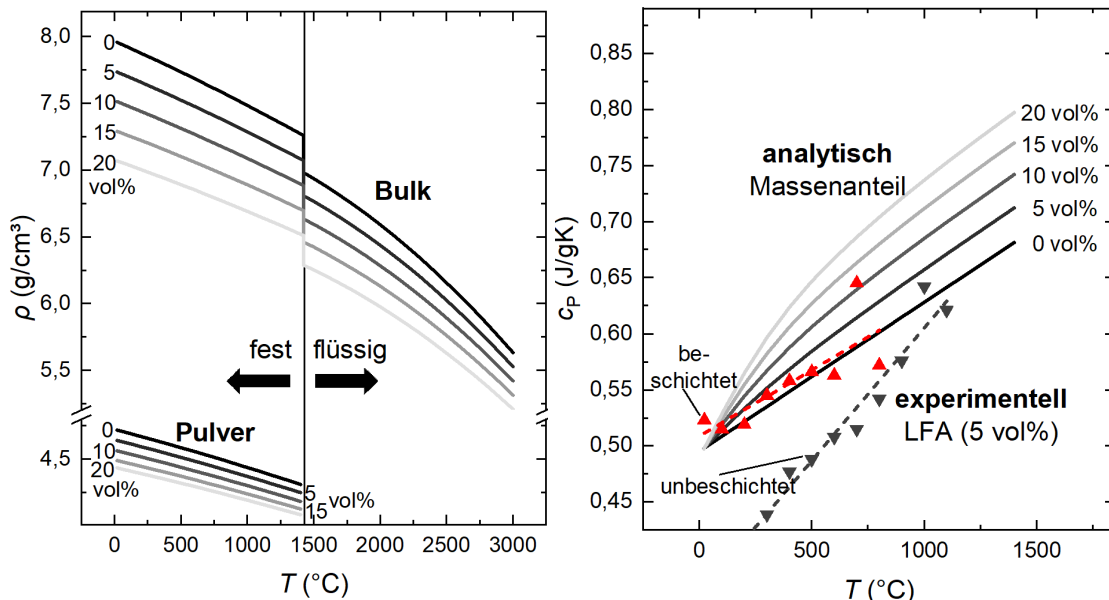 8,0
7,5
7,0
6,5
6,0
5,5
4,5
ρ (g/cm³)
0
5
10
15
20
vol%
Bulk
fest
flüssig
Pulver
0
10
20
vol%
5
15
vol%
0 500 1000 1500 2000 2500 3000
T (°C)
0,85
0,80
0,75
0,70
0,65
0,60
0,55
0,50
0,45
cP (J/gK)
20 vol%
15 vol%
10 vol%
5 vol%
0 vol%
analytisch
Massenanteil
be-
schichtet
experimentell
LFA (5 vol%)
unbeschichtet
0 500 1000 1500
T (°C)